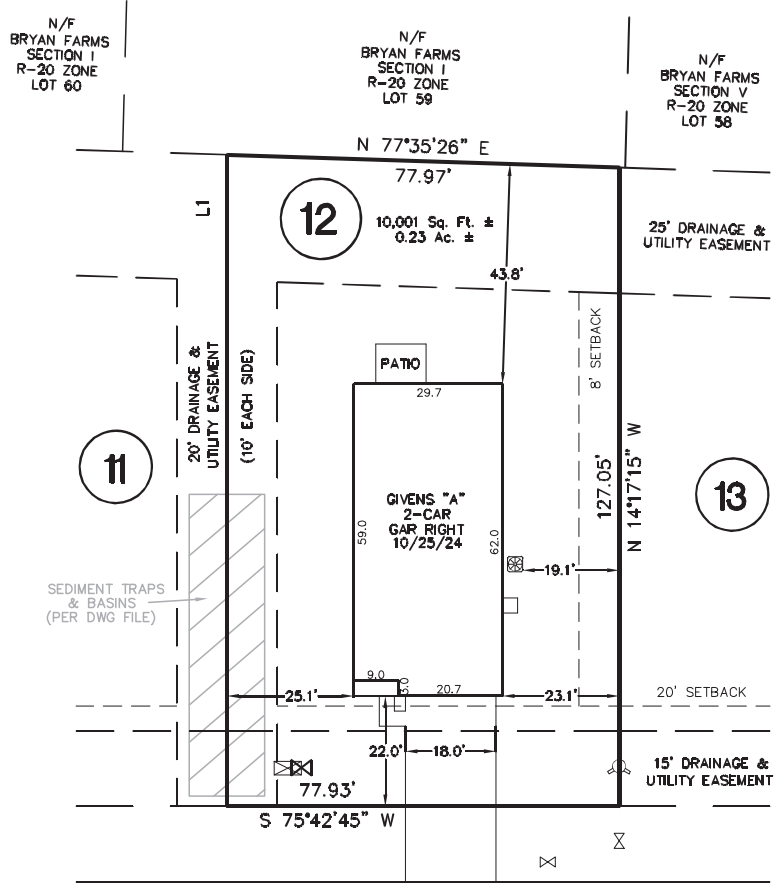 N/F
BRYAN FARMS
SECTION I
R-20 ZONE
LOT 60
N/F
BRYAN FARMS
SECTION I
R-20 ZONE
LOT 59
N/F
BRYAN FARMS
SECTION V
R-20 ZONE
LOT 58
N 77°35'26" E
77.97'
L1
12
10,001 Sq. Ft. ±
0.23 Ac. ±
25' DRAINAGE &
UTILITY EASEMENT
43.8'
8' SETBACK
PATIO
29.7
20' DRAINAGE &
UTILITY EASEMENT
(10' EACH SIDE)
11
GIVENS "A"
2-CAR
GAR RIGHT
10/25/24
59.0
62.0
127.05'
N 14°17'15" W
13
19.1'
SEDIMENT TRAPS
& BASINS
(PER DWG FILE)
9.0
3.0
20.7
25.1'
23.1'
20' SETBACK
22.0'
18.0'
15' DRAINAGE &
UTILITY EASEMENT
77.93'
S 75°42'45" W